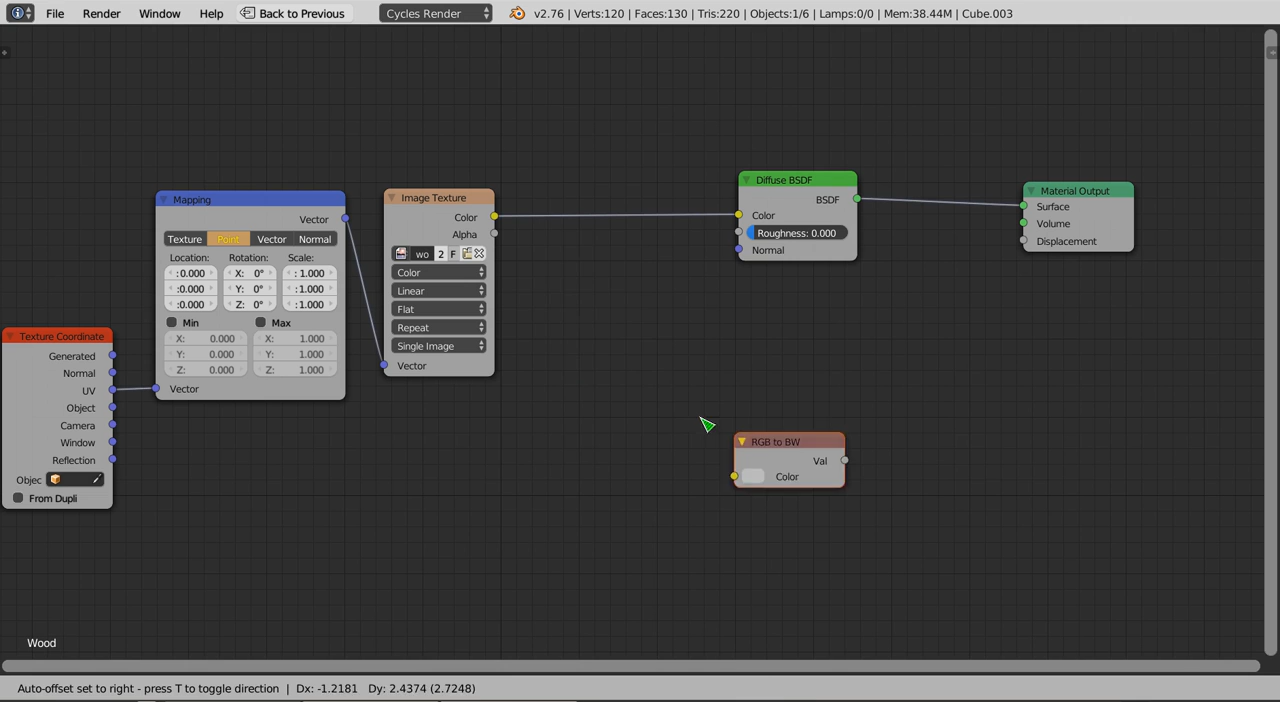 File Render Window Help Back to Previous Cycles Render v2.76 | Verts:120 | Faces:130 | Tris:220 | Objects:1/6 | Lamps:0/0 | Mem:38.44M | Cube.003
Mapping
Vector
Texture Point Vector Normal
Location: Rotation: Scale:
:0.000 X: 0° :1.000
:0.000 Y: 0° :1.000
:0.000 Z: 0° :1.000
Min Max
X: 0.000 X: 1.000
Y: 0.000 Y: 1.000
Z: 0.000 Z: 1.000
Vector
Image Texture
Color
Alpha
wo 2 F
Color
Linear
Flat
Repeat
Single Image
Vector
Diffuse BSDF
BSDF
Color
Roughness: 0.000
Normal
Material Output
Surface
Volume
Displacement
Texture Coordinate
Generated
Normal
UV
Object
Camera
Window
Reflection
Objec
From Dupli
RGB to BW
Val
Color
Wood
Auto-offset set to right - press T to toggle direction | Dx: -1.2181 Dy: 2.4374 (2.7248)